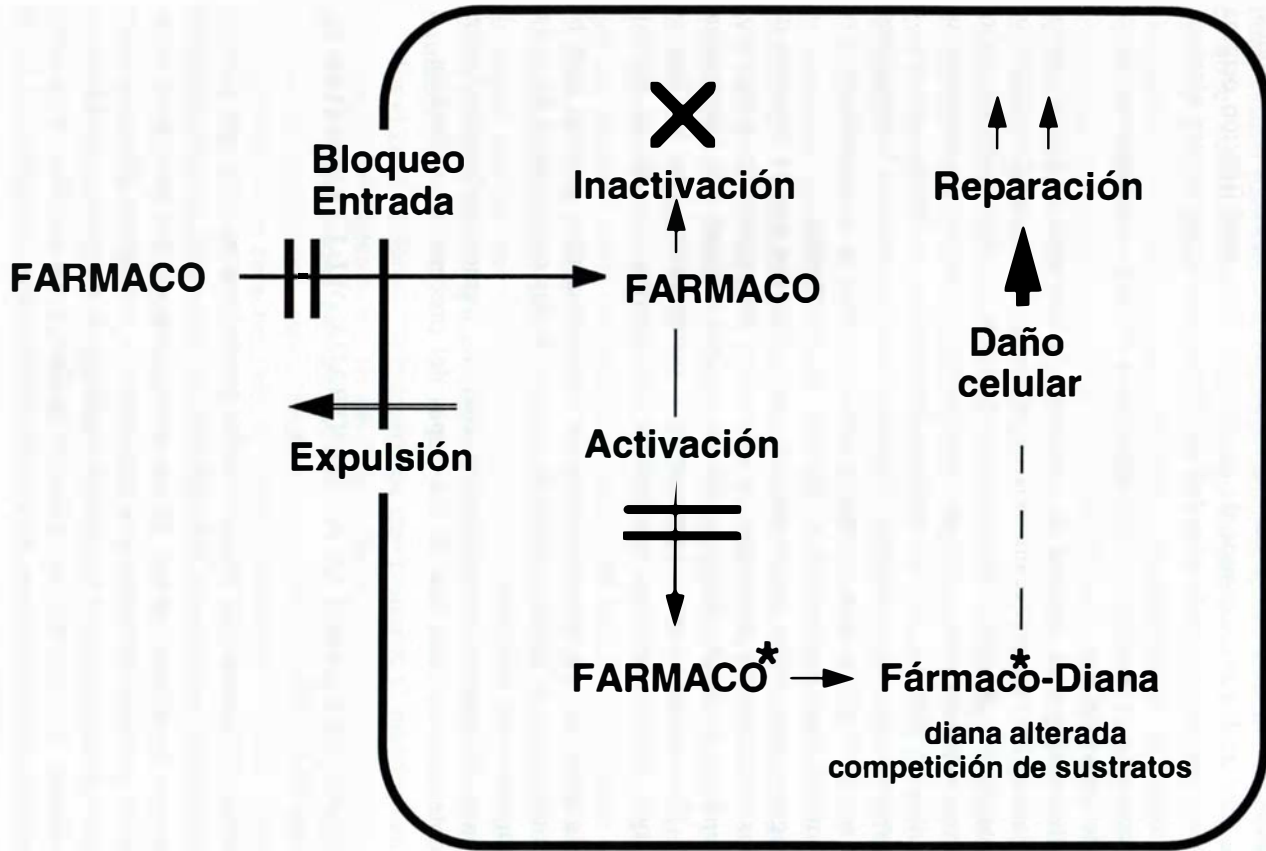 Bloqueo
Entrada
FARMACO
Expulsión
Inactivación
FARMACO
Activación
FARMACO*
Reparación
Daño
celular
Fármaco*-Diana
diana alterada
competición de sustratos